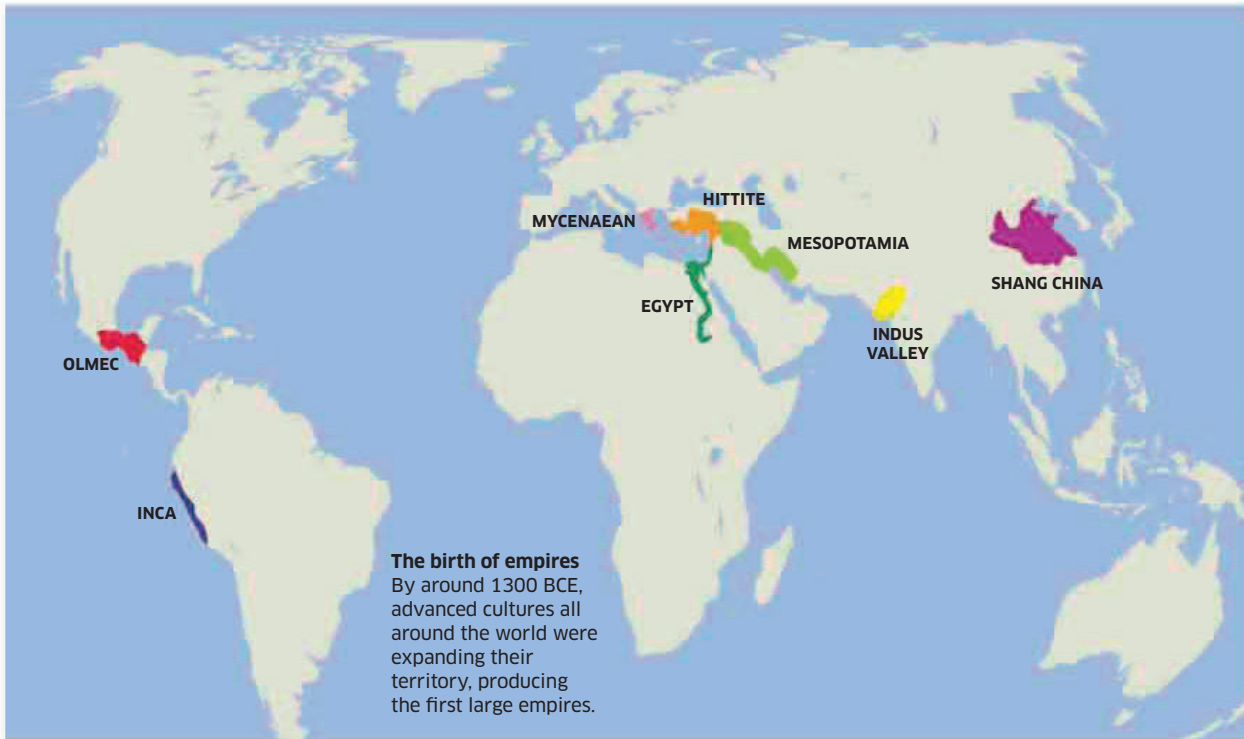 HITTITE
MYCENAEAN
MESOPOTAMIA
SHANG CHINA
EGYPT
INDUS
VALLEY
OLMEC
INCA
The birth of empires
By around 1300 BCE,
advanced cultures all
around the world were
expanding their
territory, producing
the first large empires.